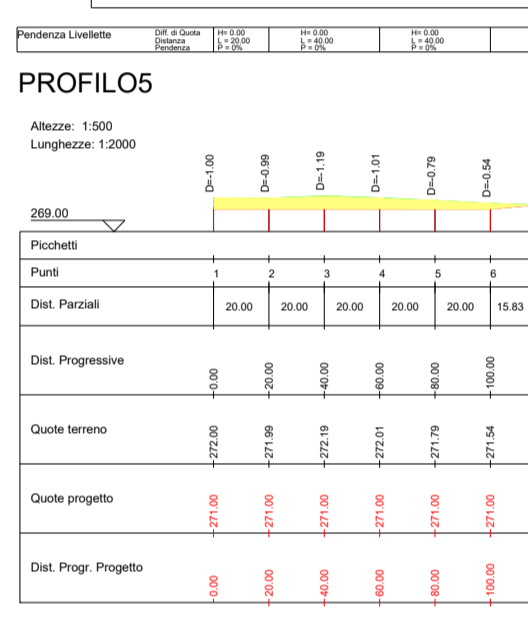 Pendenza Livellette
Diff. di Quota H= 0.00 H= 0.00 H= 0.00
Distanza L = 20.00 L = 40.00 L = 40.00
Pendenza P = 0% P = 0% P = 0%
PROFILO5
Altezze: 1:500
Lunghezze: 1:2000
D=-1.00 D=-0.99 D=-1.19 D=-1.01 D=-0.79 D=-0.54
269.00
Picchetti
Punti 1 2 3 4 5 6
Dist. Parziali 20.00 20.00 20.00 20.00 20.00 15.83
Dist. Progressive 0.00 20.00 40.00 60.00 80.00 100.00
Quote terreno 272.00 271.99 272.19 272.01 271.79 271.54
Quote progetto 271.00 271.00 271.00 271.00 271.00 271.00
Dist. Progr. Progetto 0.00 20.00 40.00 60.00 80.00 100.00